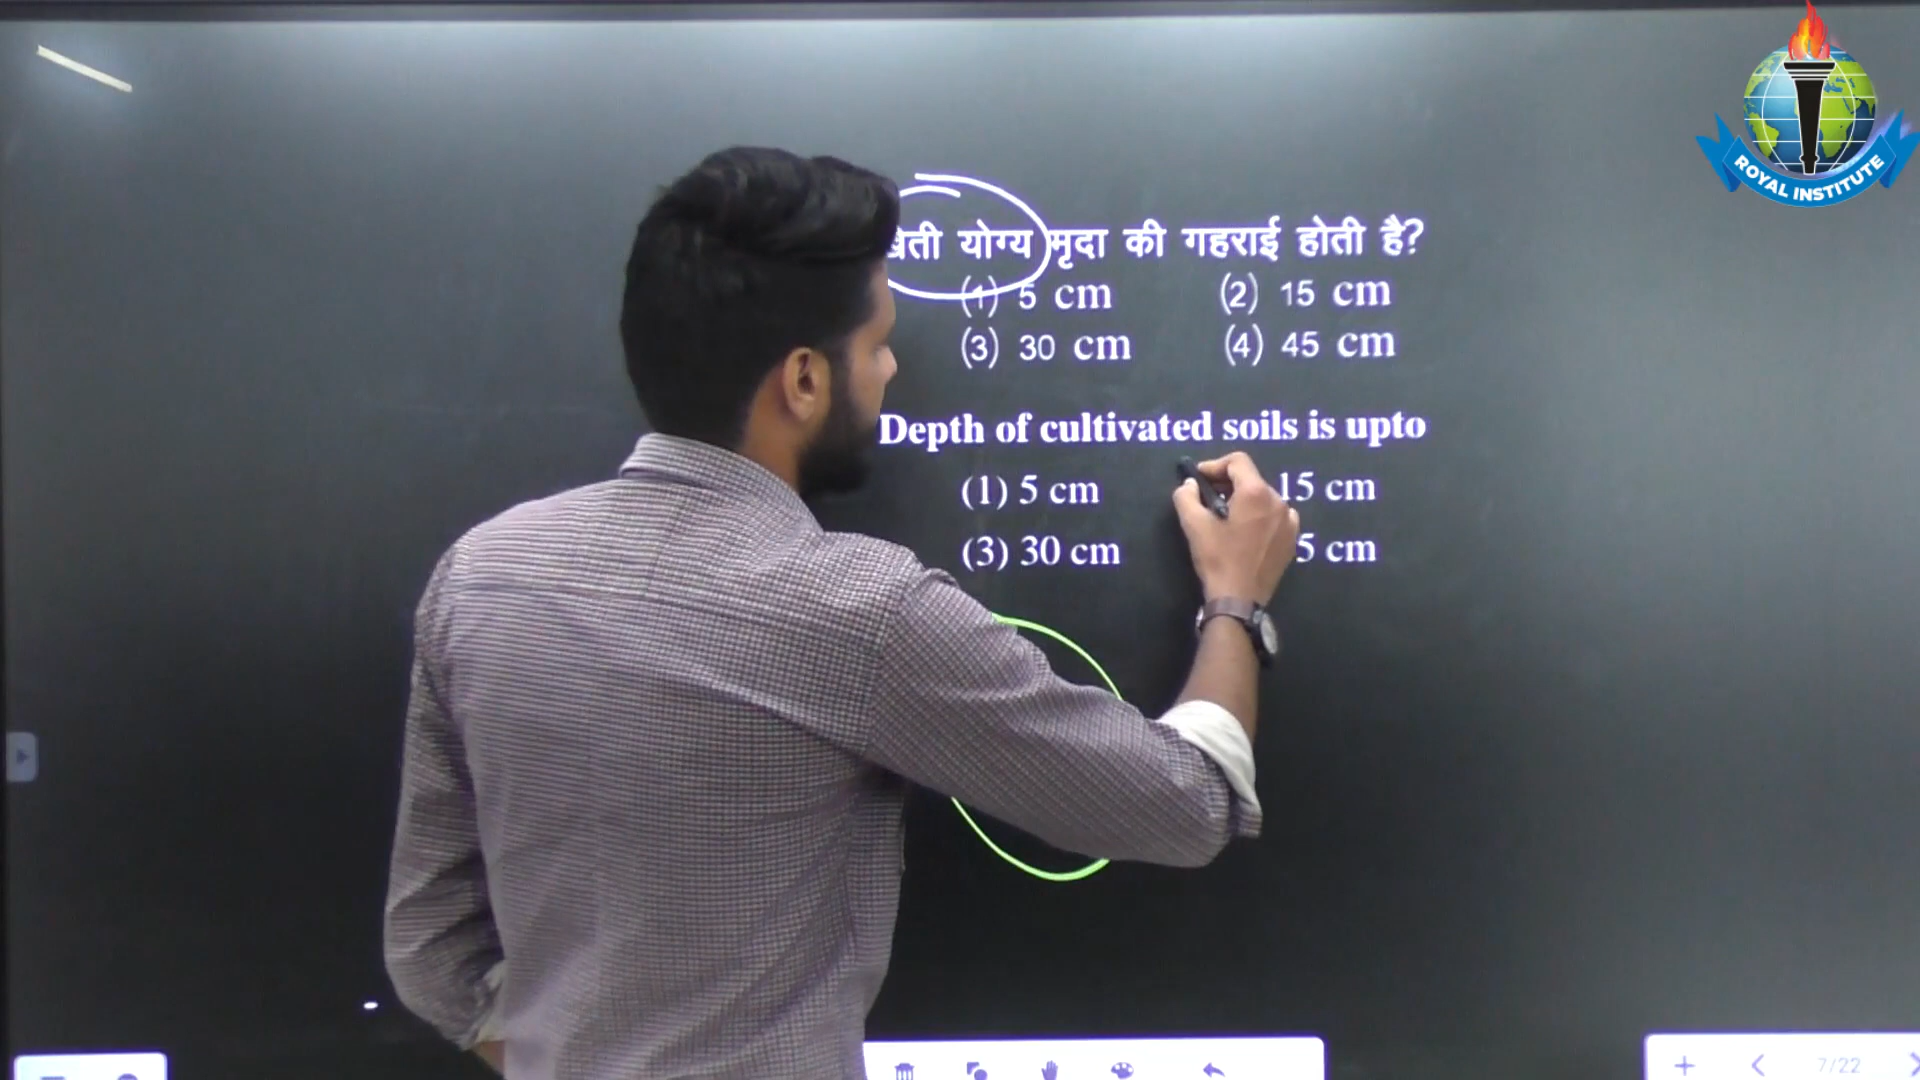 योग्य मृदा की गहराई होती है?
(1) 5 cm (2) 15 cm
(3) 30 cm (4) 45 cm
Depth of cultivated soils is upto
(1) 5 cm 15 cm
(3) 30 cm 5 cm
ROYAL INSTITUTE
7/22